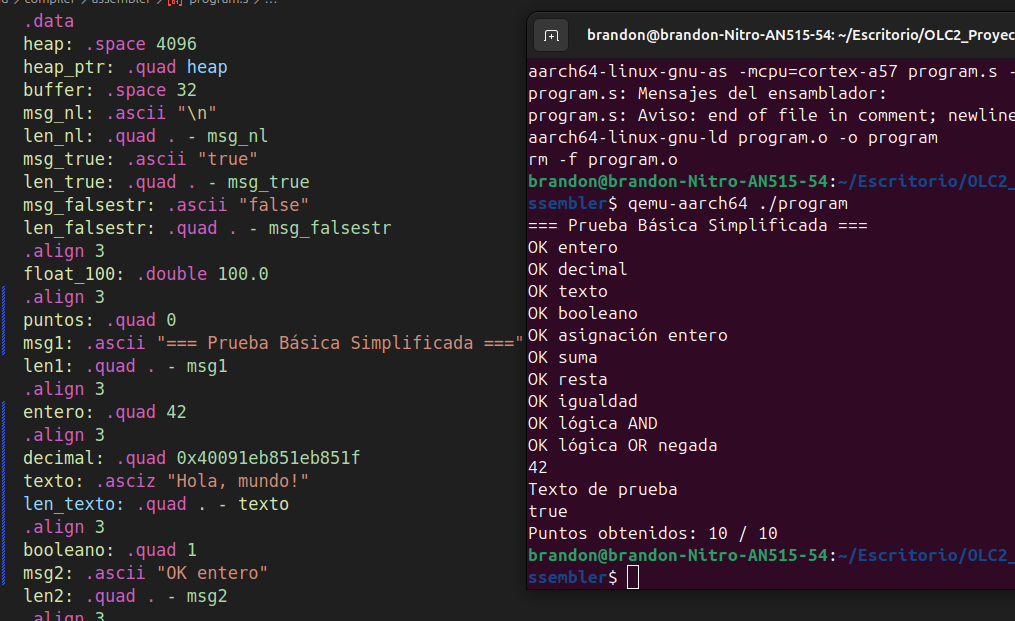 compiler / assembler / program.s / ...
.data
heap: .space 4096
heap_ptr: .quad heap
buffer: .space 32
msg_nl: .ascii "\n"
len_nl: .quad . - msg_nl
msg_true: .ascii "true"
len_true: .quad . - msg_true
msg_falsestr: .ascii "false"
len_falsestr: .quad . - msg_falsestr
.align 3
float_100: .double 100.0
.align 3
puntos: .quad 0
msg1: .ascii "=== Prueba Básica Simplificada ==="
len1: .quad . - msg1
.align 3
entero: .quad 42
.align 3
decimal: .quad 0x40091eb851eb851f
texto: .asciz "Hola, mundo!"
len_texto: .quad . - texto
.align 3
booleano: .quad 1
msg2: .ascii "OK entero"
len2: .quad . - msg2
.align 3
brandon@brandon-Nitro-AN515-54: ~/Escritorio/OLC2_Proyec
aarch64-linux-gnu-as -mcpu=cortex-a57 program.s -
program.s: Mensajes del ensamblador:
program.s: Aviso: end of file in comment; newline
aarch64-linux-gnu-ld program.o -o program
rm -f program.o
brandon@brandon-Nitro-AN515-54:~/Escritorio/OLC2_
ssembler$ qemu-aarch64 ./program
=== Prueba Básica Simplificada ===
OK entero
OK decimal
OK texto
OK booleano
OK asignación entero
OK suma
OK resta
OK igualdad
OK lógica AND
OK lógica OR negada
42
Texto de prueba
true
Puntos obtenidos: 10 / 10
brandon@brandon-Nitro-AN515-54:~/Escritorio/OLC2_
ssembler$